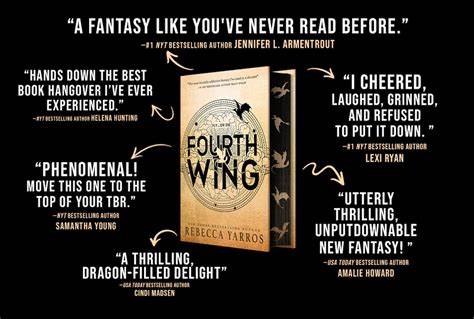 “A FANTASY LIKE YOU'VE NEVER READ BEFORE.”
—#1 NYT BESTSELLING AUTHOR JENNIFER L. ARMENTROUT
“HANDS DOWN THE BEST
BOOK HANGOVER I'VE EVER
EXPERIENCED.”
—NYT BESTSELLING AUTHOR HELENA HUNTING
“I CHEERED,
LAUGHED, GRINNED,
AND REFUSED
TO PUT IT DOWN. ”
—#1 NYT BESTSELLING AUTHOR
LEXI RYAN
“PHENOMENAL!
MOVE THIS ONE TO THE
TOP OF YOUR TBR.”
—NYT BESTSELLING AUTHOR
SAMANTHA YOUNG
FOURTH
WING
REBECCA YARROS
“UTTERLY
THRILLING,
UNPUTDOWNABLE
NEW FANTASY! ”
—USA TODAY BESTSELLING AUTHOR
AMALIE HOWARD
“A THRILLING,
DRAGON-FILLED DELIGHT”
—USA TODAY BESTSELLING AUTHOR
CINDI MADSEN